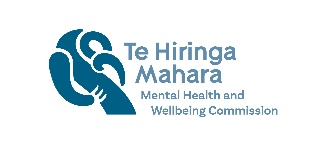 Te Hiringa
Mahara
Mental Health and
Wellbeing Commission